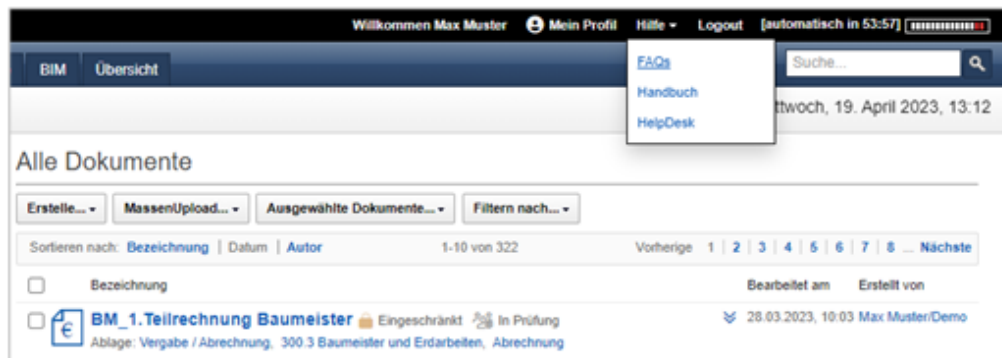 Willkommen Max Muster Mein Profil Hilfe Logout [automatisch in 53:57]
BIM Übersicht FAQs Suche...
Handbuch
HelpDesk
ttwoch, 19. April 2023, 13:12
Alle Dokumente
Erstelle... MassenUpload... Ausgewählte Dokumente... Filtern nach...
Sortieren nach: Bezeichnung | Datum | Autor 1-10 von 322 Vorherige 1 | 2 | 3 | 4 | 5 | 6 | 7 | 8 ... Nächste
Bezeichnung Bearbeitet am Erstellt von
BM_1.Teilrechnung Baumeister Eingeschränkt In Prüfung 28.03.2023, 10:03 Max Muster/Demo
Ablage: Vergabe / Abrechnung, 300.3 Baumeister und Erdarbeiten, Abrechnung